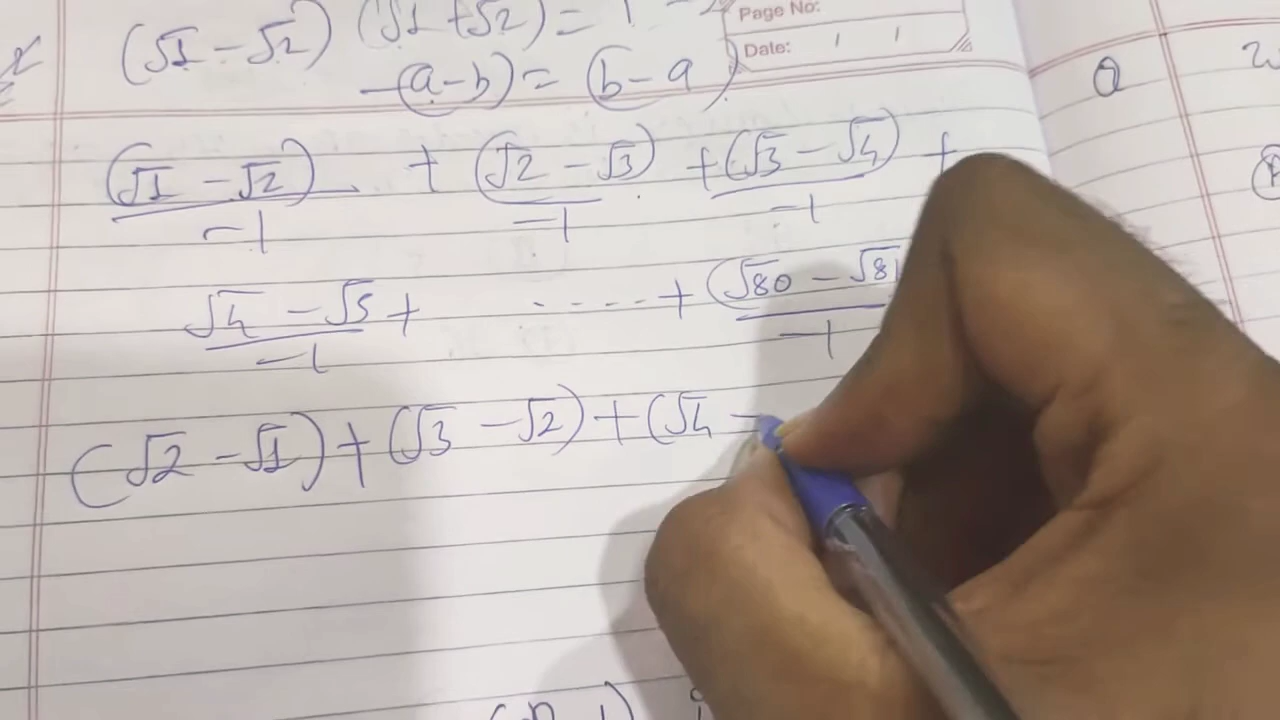 (√1 - √2) (√1 + √2) = 1 -
Page No:
Date: / /
-(a - b) = (b - a)
(√1 - √2)/-1 + (√2 - √3)/-1 + (√3 - √4)/-1 +
√4 - √5/-1 + ..... + (√80 - √81/-1
(√2 - √1) + (√3 - √2) + (√4 -
Q